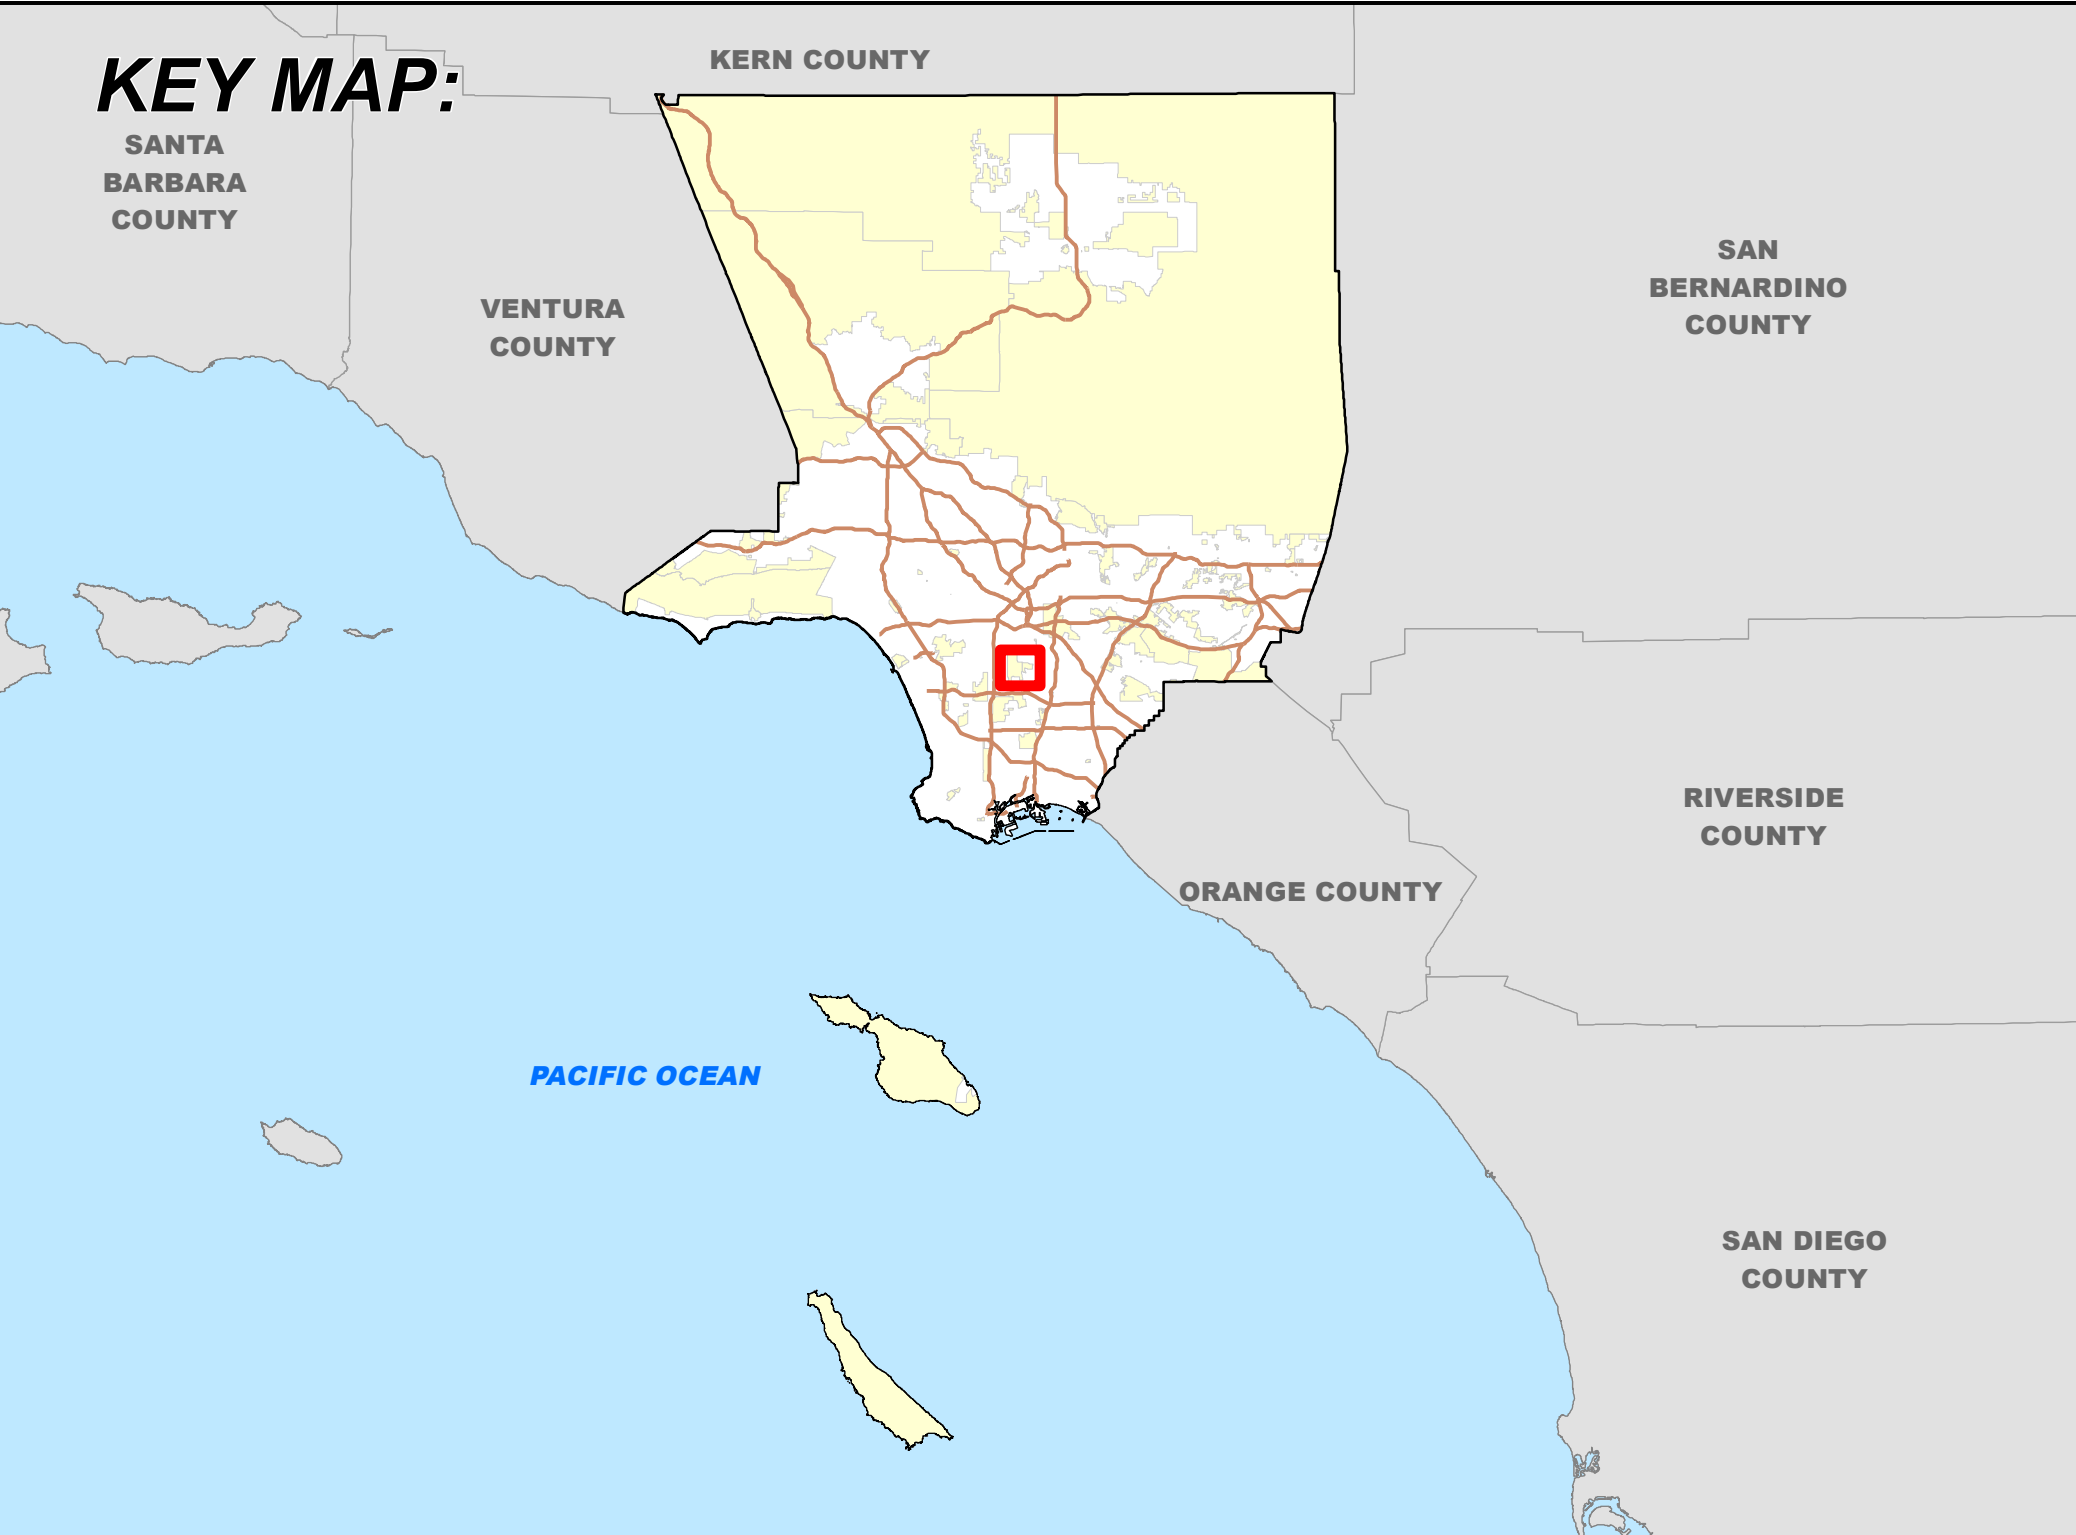 KEY MAP:
KERN COUNTY
SANTA
BARBARA
COUNTY
VENTURA
COUNTY
SAN
BERNARDINO
COUNTY
RIVERSIDE
COUNTY
ORANGE COUNTY
PACIFIC OCEAN
SAN DIEGO
COUNTY